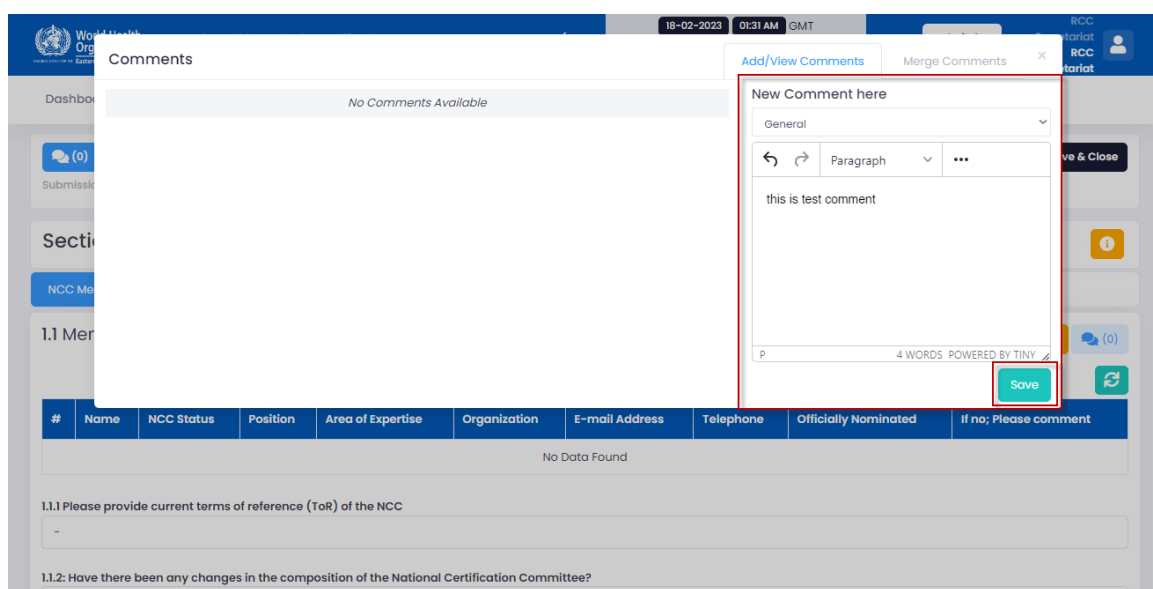 18-02-2023 01:31 AM GMT
RCC
World Health
RCC
Comments
Add/View Comments
Merge Comments
×
No Comments Available
New Comment here
General
Paragraph
this is test comment
P
4 WORDS POWERED BY TINY
Save
(0)
ve & Close
Submissic
Secti
NCC Me
1.1 Mer
(0)
# Name NCC Status Position Area of Expertise Organization E-mail Address Telephone Officially Nominated If no; Please comment
No Data Found
1.1.1 Please provide current terms of reference (ToR) of the NCC
-
1.1.2: Have there been any changes in the composition of the National Certification Committee?